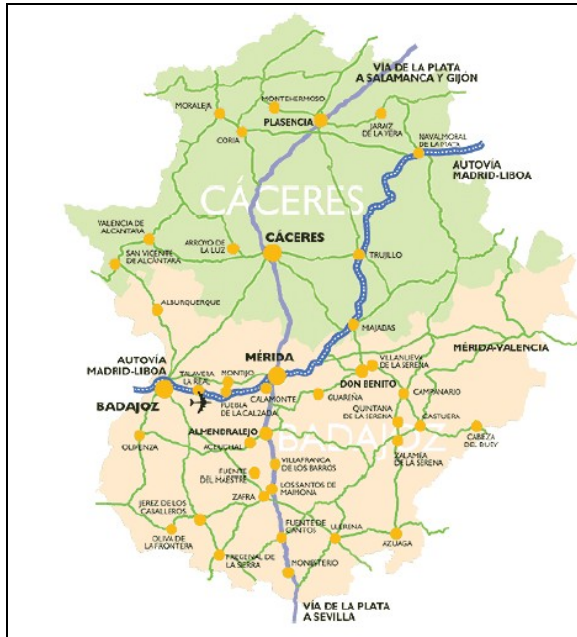 VÍA DE LA PLATA
A SALAMANCA Y GIJÓN
MONTEHERMOSO
MORALEJA
PLASENCIA
JARAIZ
DE LA VERA
CORIA
NAVALMORAL
DE LA MATA
AUTOVÍA
MADRID-LIBOA
CÁCERES
VALENCIA DE
ALCÁNTARA
ARROYO DE
LA LUZ
CÁCERES
SAN VICENTE
DE ALCÁNTARA
TRUJILLO
ALBURQUERQUE
MIAJADAS
MÉRIDA-VALENCIA
AUTOVÍA
MADRID-LIBOA
MÉRIDA
VILLANUEVA
DE LA SERENA
TALAVERA
LA REAL
MONTIJO
DON BENITO
BADAJOZ
PUEBLA
DE LA CALZADA
CALAMONTE
GUAREÑA
CAMPANARIO
QUINTANA
DE LA SERENA
CASTUERA
ALMENDRALEJO
BADAJOZ
CABEZA
DEL BUEY
OLIVENZA
ACEUCHAL
VILLAFRANCA
DE LOS BARROS
ZALAMEA
DE LA SERENA
FUENTE
DEL MAESTRE
LOS SANTOS DE
MAIMONA
ZAFRA
JEREZ DE LOS
CABALLEROS
FUENTE DE
CANTOS
LLERENA
OLIVA DE
LA FRONTERA
AZUAGA
FREGENAL DE
LA SIERRA
MONESTERIO
VÍA DE LA PLATA
A SEVILLA